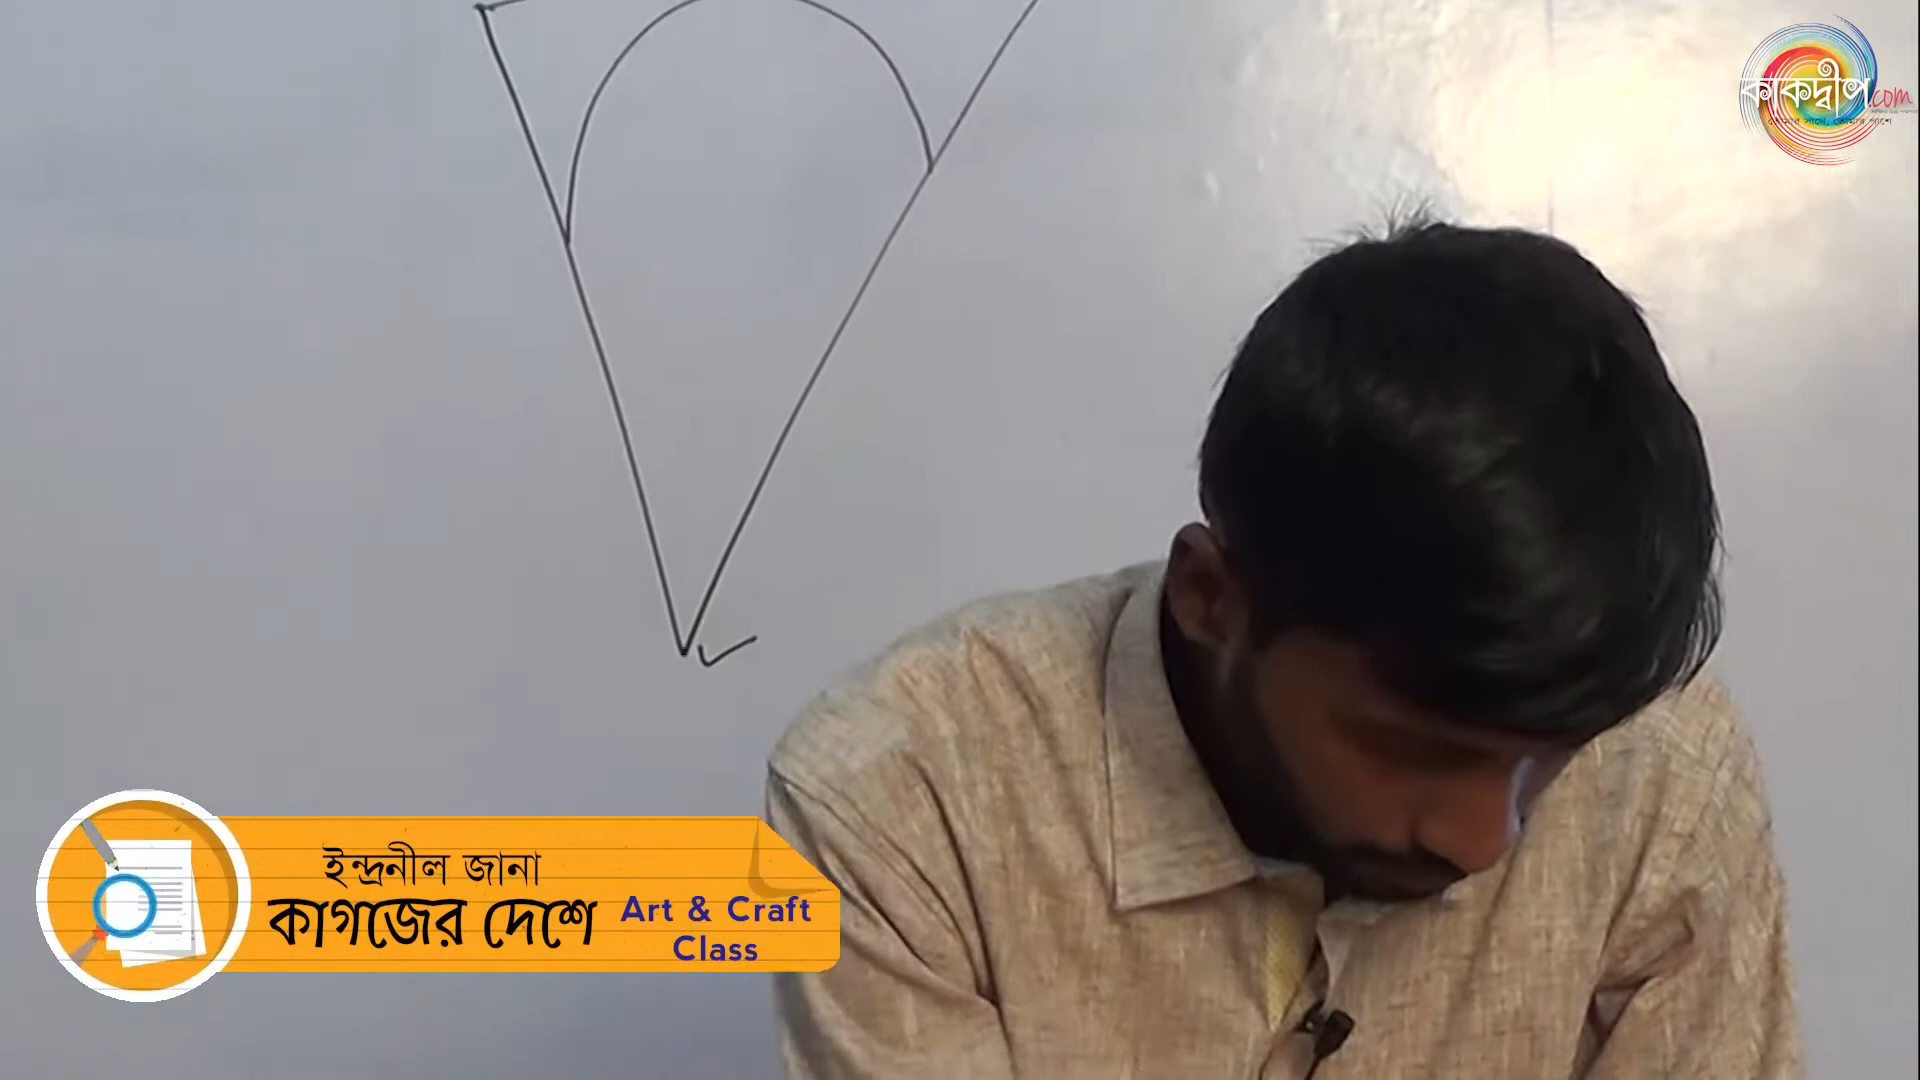 কাকদ্বীপ.com
ইন্দ্রনীল জানা
কাগজের দেশে
Art & Craft
Class